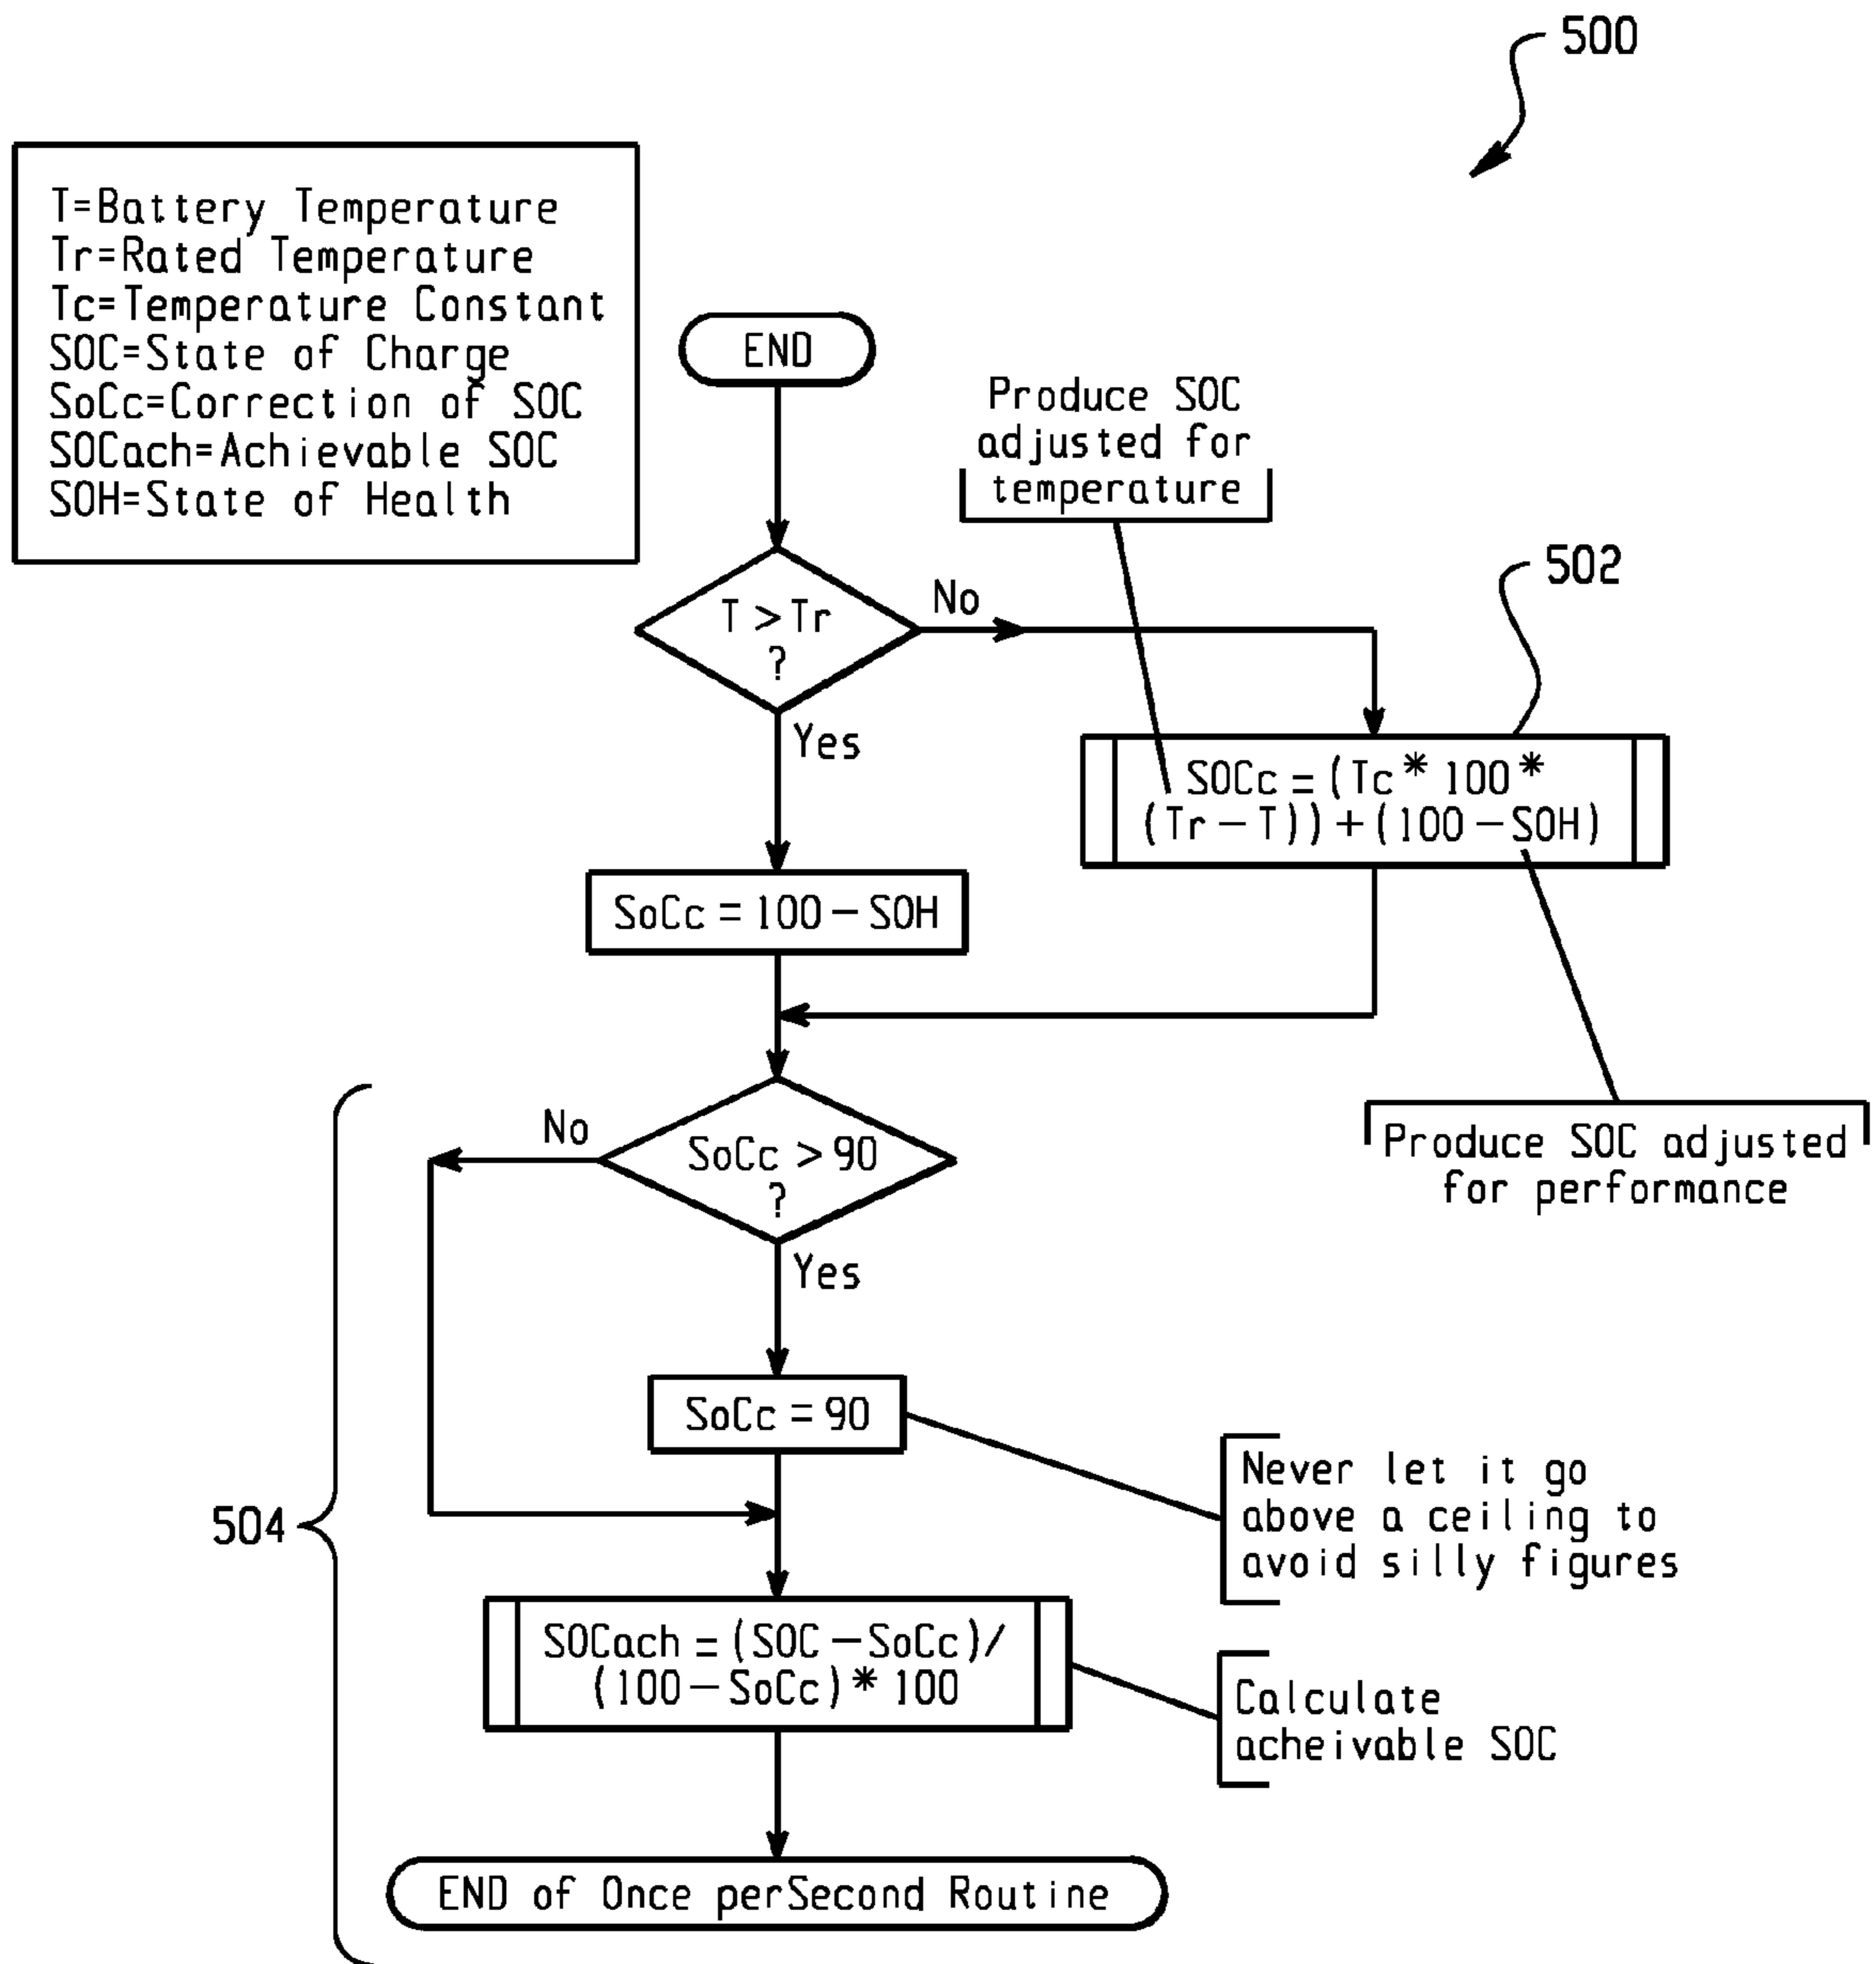 500
T=Battery Temperature
Tr=Rated Temperature
Tc=Temperature Constant
SOC=State of Charge
SoCc=Correction of SOC
SOCach=Achievable SOC
SOH=State of Health
END
Produce SOC
adjusted for
temperature
502
T > Tr
?
No
Yes
SOCc = (Tc * 100 *
(Tr – T)) + (100 – SOH)
SoCc = 100 – SOH
Produce SOC adjusted
for performance
SoCc > 90
?
No
Yes
SoCc = 90
Never let it go
above a ceiling to
avoid silly figures
504
SOCach = (SOC – SoCc) /
(100 – SoCc) * 100
Calculate
acheivable SOC
END of Once perSecond Routine